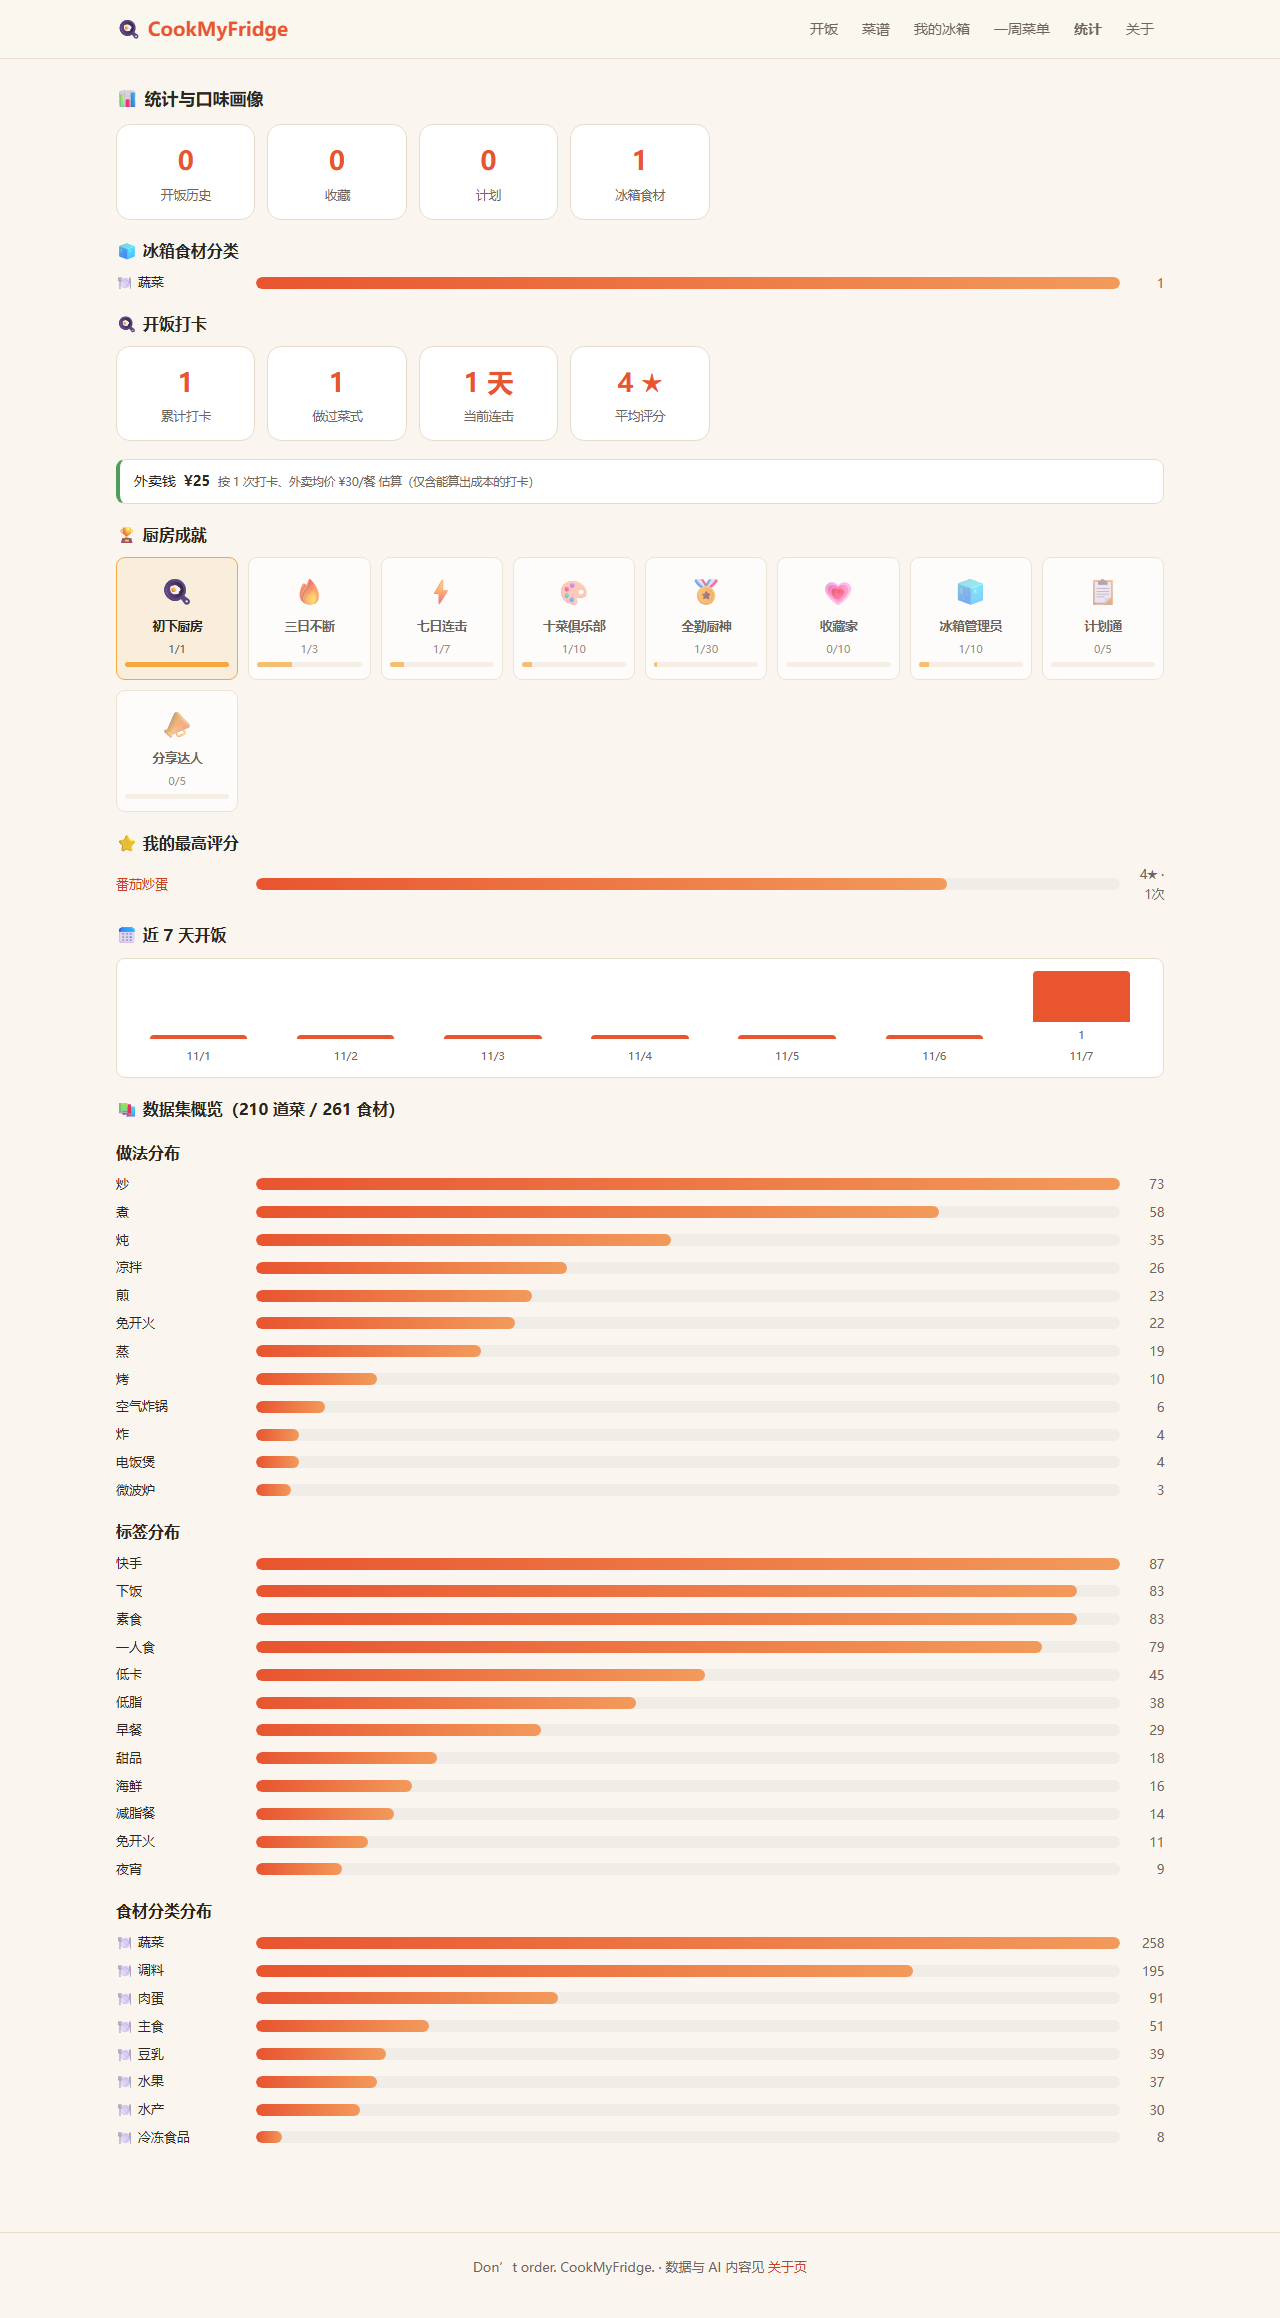 CookMyFridge
开饭 菜谱 我的冰箱 一周菜单 统计 关于
统计与口味画像
0 0 0 1
开饭历史 收藏 计划 冰箱食材
冰箱食材分类
蔬菜 1
开饭打卡
1 1 1 天 4 ★
累计打卡 做过菜式 当前连击 平均评分
外卖钱 ¥25 按 1 次打卡、外卖均价 ¥30/餐 估算（仅含能算出成本的打卡）
厨房成就
初下厨房 三日不断 七日连击 十菜俱乐部 全勤厨神 收藏家 冰箱管理员 计划通
1/1 1/3 1/7 1/10 1/30 0/10 1/10 0/5
分享达人
0/5
我的最高评分
番茄炒蛋 4★ · 1次
近 7 天开饭
1
11/1 11/2 11/3 11/4 11/5 11/6 11/7
数据集概览（210 道菜 / 261 食材）
做法分布
炒 73
煮 58
炖 35
凉拌 26
煎 23
免开火 22
蒸 19
烤 10
空气炸锅 6
炸 4
电饭煲 4
微波炉 3
标签分布
快手 87
下饭 83
素食 83
一人食 79
低卡 45
低脂 38
早餐 29
甜品 18
海鲜 16
减脂餐 14
免开火 11
夜宵 9
食材分类分布
蔬菜 258
调料 195
肉蛋 91
主食 51
豆乳 39
水果 37
水产 30
冷冻食品 8
Don’t order. CookMyFridge. · 数据与 AI 内容见 关于页